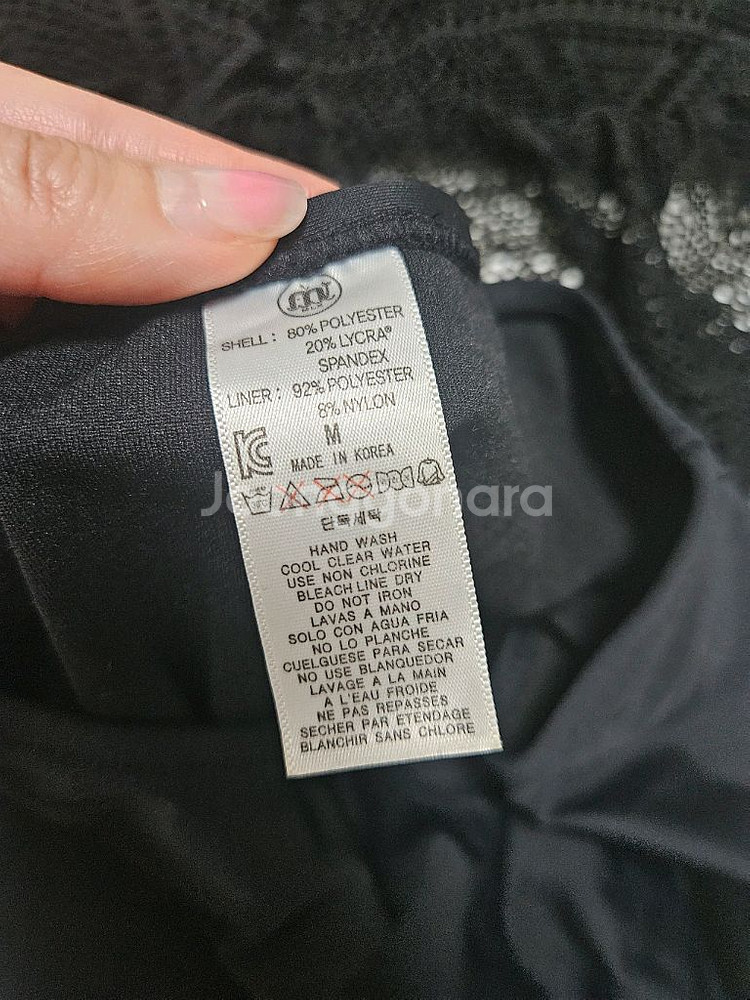 SHELL : 80% POLYESTER
20% LYCRA®
SPANDEX
LINER : 92% POLYESTER
8% NYLON
M
MADE IN KOREA
단독세탁
HAND WASH
COOL CLEAR WATER
USE NON CHLORINE
BLEACH LINE DRY
DO NOT IRON
LAVAS A MANO
SOLO CON AGUA FRIA
NO LO PLANCHE
CUELGUESE PARA SECAR
NO USE BLANQUEDOR
LAVAGE A LA MAIN
A L'EAU FROIDE
NE PAS REPASSES
SECHER PAR ETENDAGE
BLANCHIR SANS CHLORE